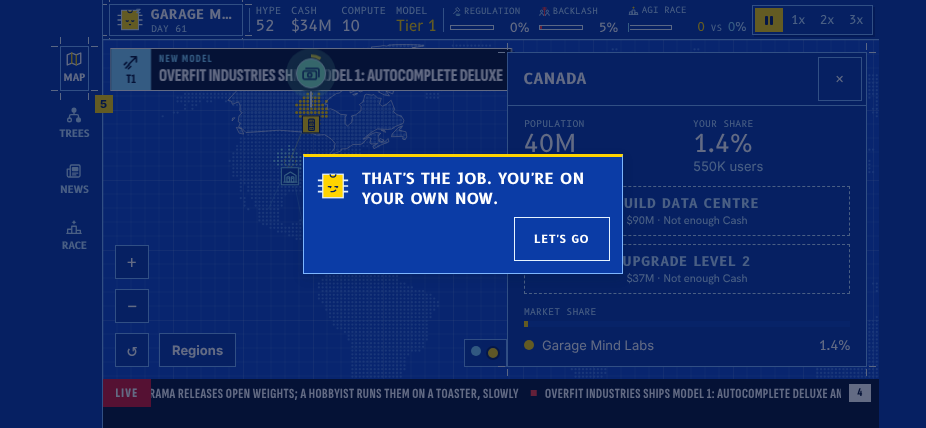 GARAGE M...
DAY 61
HYPE
52
CASH
$34M
COMPUTE
10
MODEL
Tier 1
REGULATION
0%
BACKLASH
5%
AGI RACE
0 VS 0%
1x
2x
3x
MAP
5
TREES
NEWS
RACE
T1
NEW MODEL
OVERFIT INDUSTRIES SH DEL 1: AUTOCOMPLETE DELUXE
CANADA
×
POPULATION
40M
YOUR SHARE
1.4%
550K users
UILD DATA CENTRE
$90M · Not enough Cash
UPGRADE LEVEL 2
$37M · Not enough Cash
MARKET SHARE
Garage Mind Labs
1.4%
THAT'S THE JOB. YOU'RE ON
YOUR OWN NOW.
LET'S GO
+
−
↺
Regions
LIVE
RAMA RELEASES OPEN WEIGHTS; A HOBBYIST RUNS THEM ON A TOASTER, SLOWLY
OVERFIT INDUSTRIES SHIPS MODEL 1: AUTOCOMPLETE DELUXE AN
4